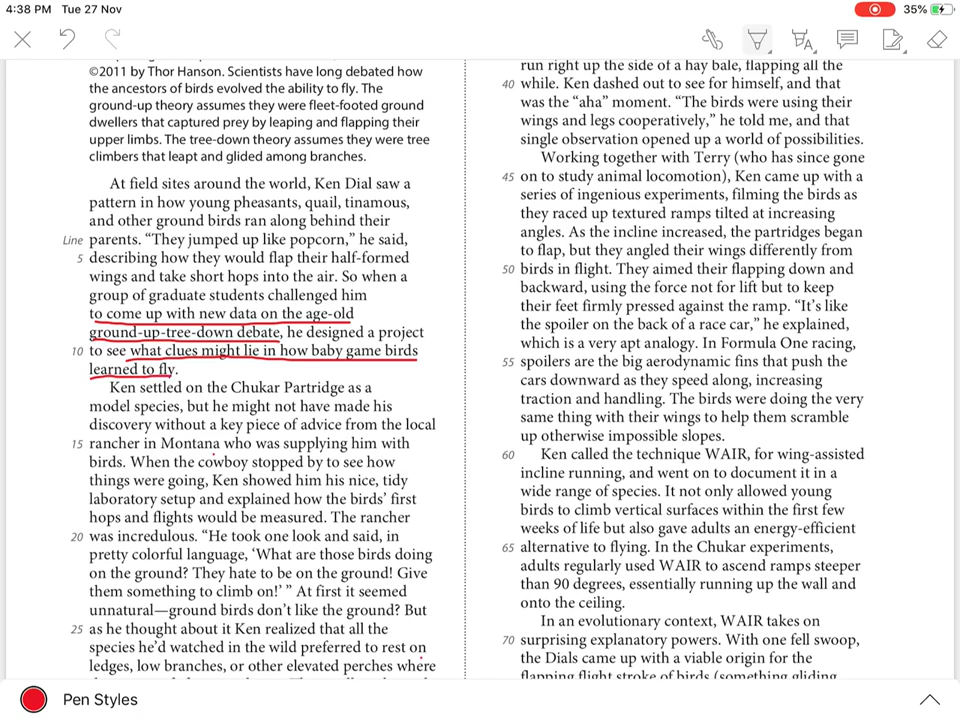 4:38 PM Tue 27 Nov
35%
©2011 by Thor Hanson. Scientists have long debated how
the ancestors of birds evolved the ability to fly. The
ground-up theory assumes they were fleet-footed ground
dwellers that captured prey by leaping and flapping their
upper limbs. The tree-down theory assumes they were tree
climbers that leapt and glided among branches.
At field sites around the world, Ken Dial saw a
pattern in how young pheasants, quail, tinamous,
and other ground birds ran along behind their
Line parents. “They jumped up like popcorn,” he said,
5 describing how they would flap their half-formed
wings and take short hops into the air. So when a
group of graduate students challenged him
to come up with new data on the age-old
ground-up-tree-down debate, he designed a project
10 to see what clues might lie in how baby game birds
learned to fly.
Ken settled on the Chukar Partridge as a
model species, but he might not have made his
discovery without a key piece of advice from the local
15 rancher in Montana who was supplying him with
birds. When the cowboy stopped by to see how
things were going, Ken showed him his nice, tidy
laboratory setup and explained how the birds’ first
hops and flights would be measured. The rancher
20 was incredulous. “He took one look and said, in
pretty colorful language, ‘What are those birds doing
on the ground? They hate to be on the ground! Give
them something to climb on!’ ” At first it seemed
unnatural—ground birds don’t like the ground? But
25 as he thought about it Ken realized that all the
species he’d watched in the wild preferred to rest on
ledges, low branches, or other elevated perches where
run right up the side of a hay bale, flapping all the
40 while. Ken dashed out to see for himself, and that
was the “aha” moment. “The birds were using their
wings and legs cooperatively,” he told me, and that
single observation opened up a world of possibilities.
Working together with Terry (who has since gone
45 on to study animal locomotion), Ken came up with a
series of ingenious experiments, filming the birds as
they raced up textured ramps tilted at increasing
angles. As the incline increased, the partridges began
to flap, but they angled their wings differently from
50 birds in flight. They aimed their flapping down and
backward, using the force not for lift but to keep
their feet firmly pressed against the ramp. “It’s like
the spoiler on the back of a race car,” he explained,
which is a very apt analogy. In Formula One racing,
55 spoilers are the big aerodynamic fins that push the
cars downward as they speed along, increasing
traction and handling. The birds were doing the very
same thing with their wings to help them scramble
up otherwise impossible slopes.
60 Ken called the technique WAIR, for wing-assisted
incline running, and went on to document it in a
wide range of species. It not only allowed young
birds to climb vertical surfaces within the first few
weeks of life but also gave adults an energy-efficient
65 alternative to flying. In the Chukar experiments,
adults regularly used WAIR to ascend ramps steeper
than 90 degrees, essentially running up the wall and
onto the ceiling.
In an evolutionary context, WAIR takes on
70 surprising explanatory powers. With one fell swoop,
the Dials came up with a viable origin for the
flapping flight stroke of birds (something gliding
Pen Styles